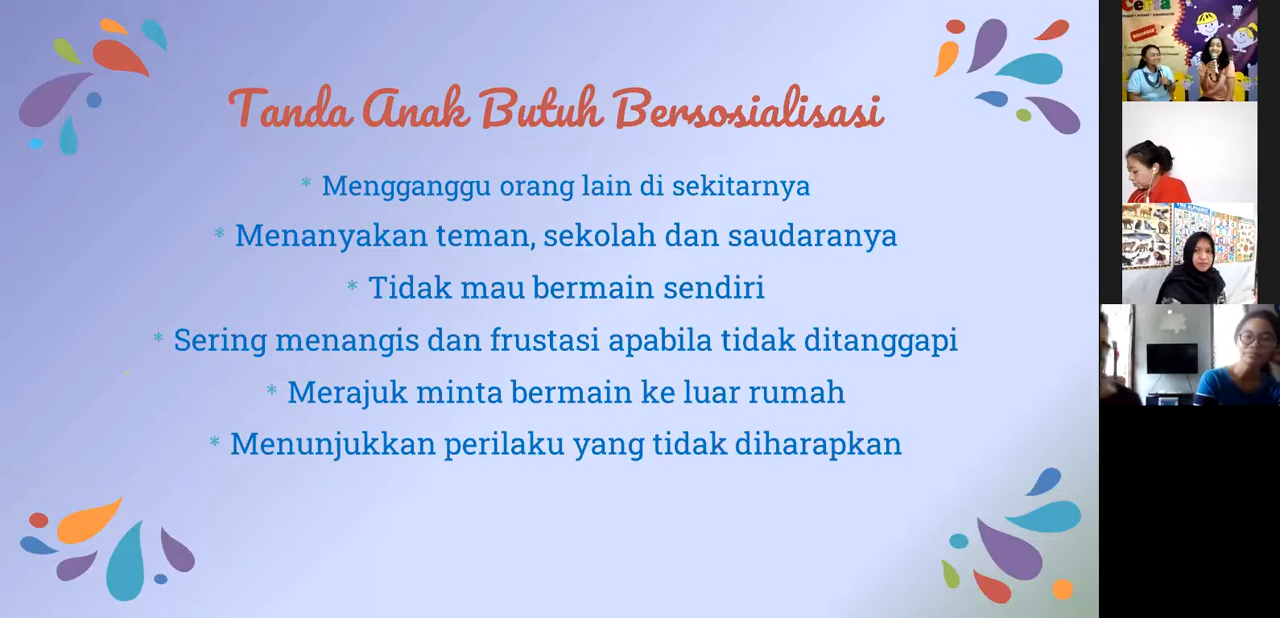 Tanda Anak Butuh Bersosialisasi
* Mengganggu orang lain di sekitarnya
* Menanyakan teman, sekolah dan saudaranya
* Tidak mau bermain sendiri
* Sering menangis dan frustasi apabila tidak ditanggapi
* Merajuk minta bermain ke luar rumah
* Menunjukkan perilaku yang tidak diharapkan
Ceria